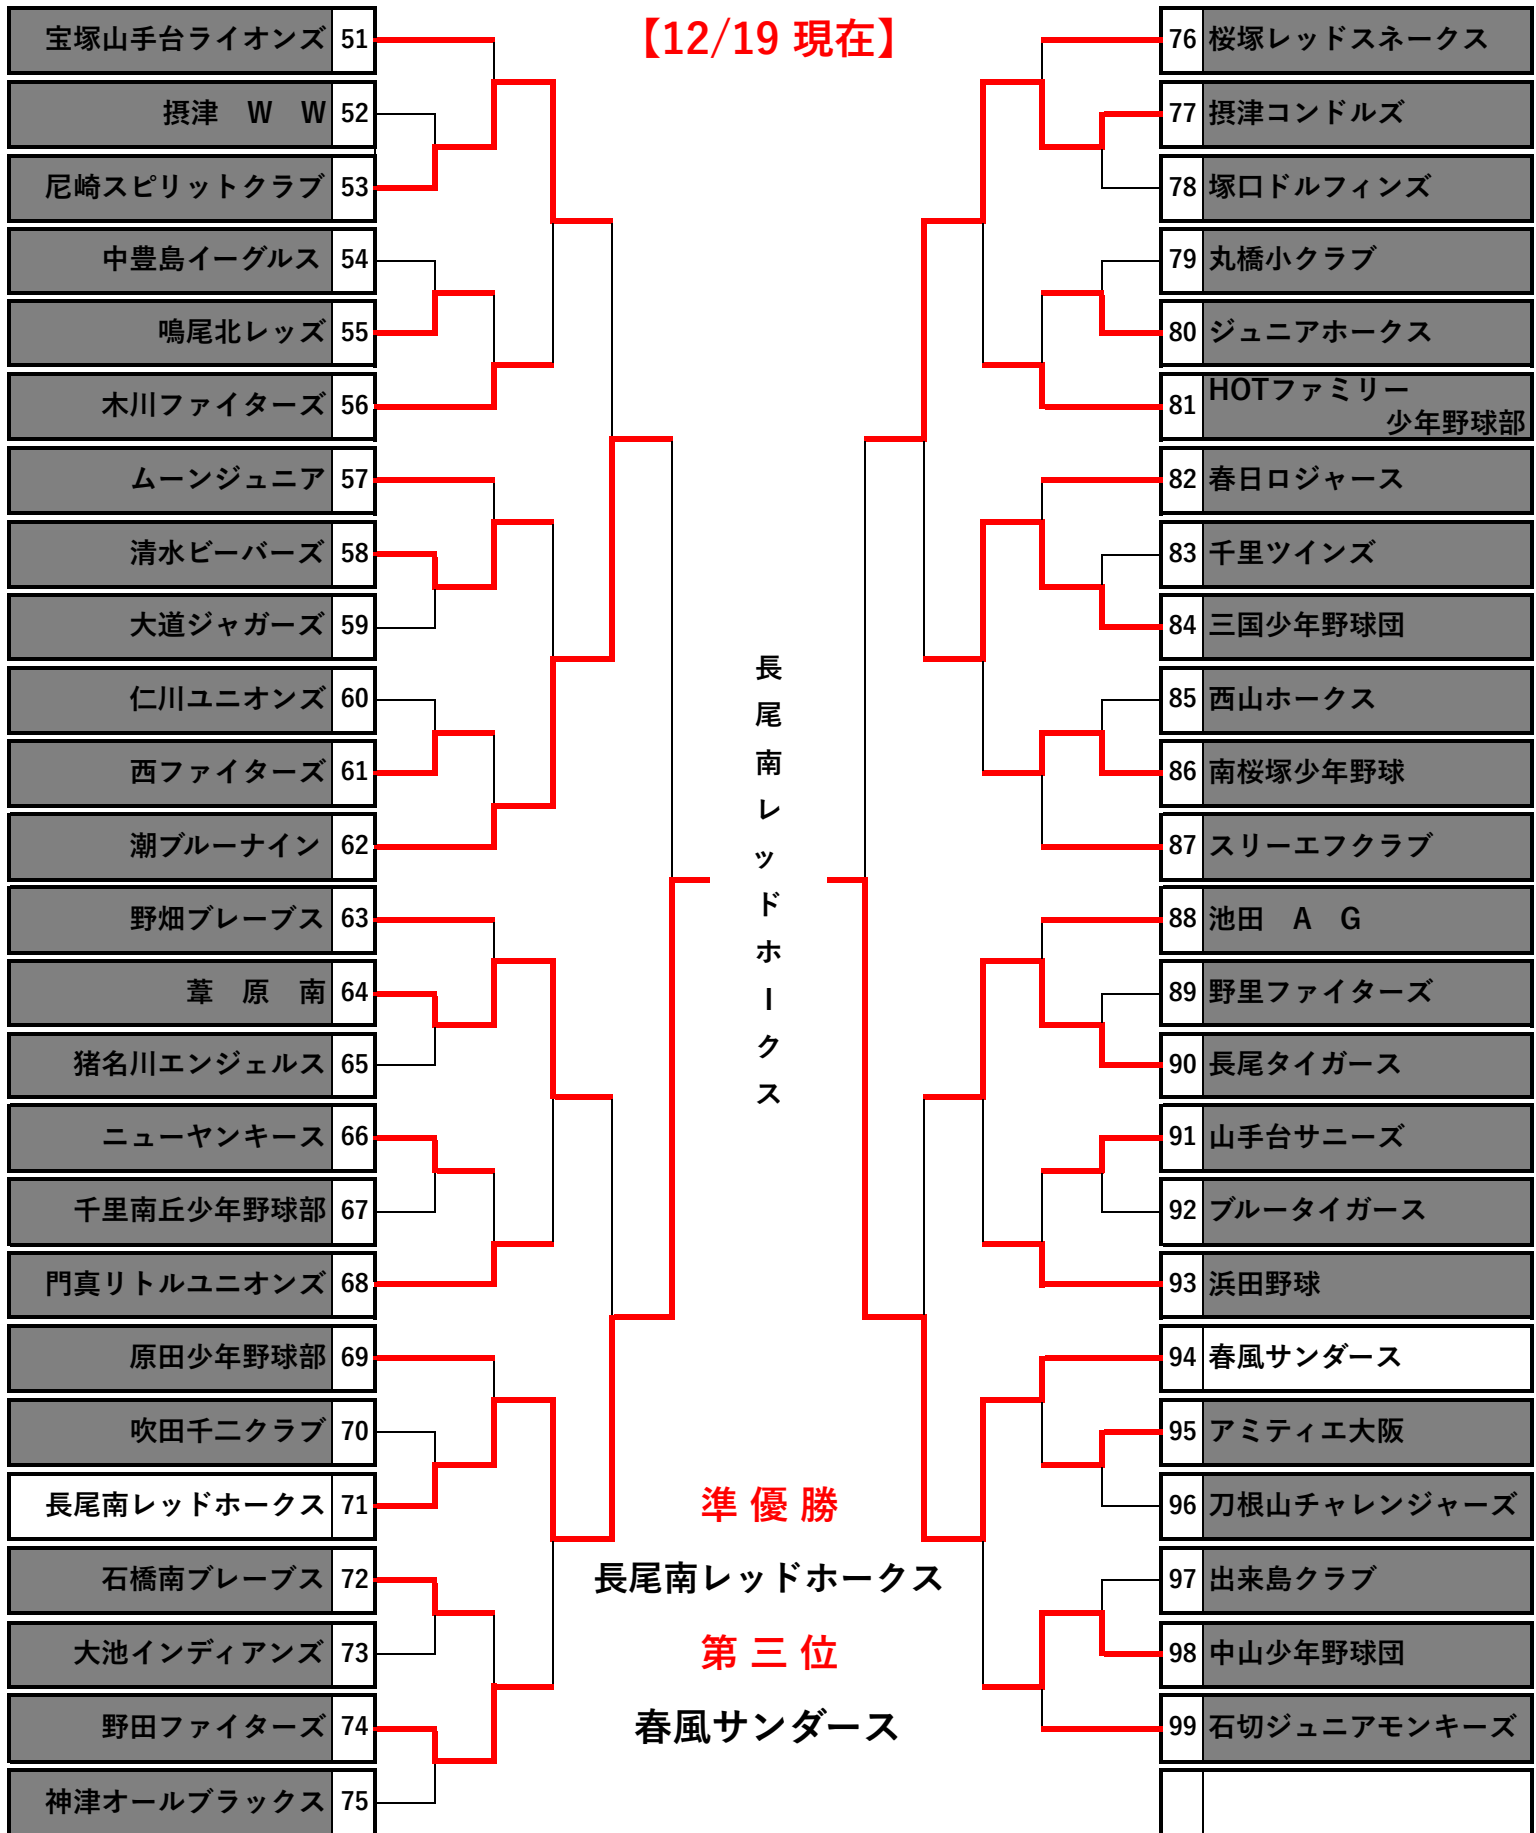 【12/19 現在】
宝塚山手台ライオンズ 51
摂津　W　W 52
尼崎スピリットクラブ 53
中豊島イーグルス 54
鳴尾北レッズ 55
木川ファイターズ 56
ムーンジュニア 57
清水ビーバーズ 58
大道ジャガーズ 59
仁川ユニオンズ 60
西ファイターズ 61
潮ブルーナイン 62
野畑ブレーブス 63
葦　原　南 64
猪名川エンジェルス 65
ニューヤンキース 66
千里南丘少年野球部 67
門真リトルユニオンズ 68
原田少年野球部 69
吹田千二クラブ 70
長尾南レッドホークス 71
石橋南ブレーブス 72
大池インディアンズ 73
野田ファイターズ 74
神津オールブラックス 75
長尾南レッドホークス
準 優 勝
長尾南レッドホークス
第 三 位
春風サンダース
76 桜塚レッドスネークス
77 摂津コンドルズ
78 塚口ドルフィンズ
79 丸橋小クラブ
80 ジュニアホークス
81 HOTファミリー
少年野球部
82 春日ロジャース
83 千里ツインズ
84 三国少年野球団
85 西山ホークス
86 南桜塚少年野球
87 スリーエフクラブ
88 池田　A　G
89 野里ファイターズ
90 長尾タイガース
91 山手台サニーズ
92 ブルータイガース
93 浜田野球
94 春風サンダース
95 アミティエ大阪
96 刀根山チャレンジャーズ
97 出来島クラブ
98 中山少年野球団
99 石切ジュニアモンキーズ